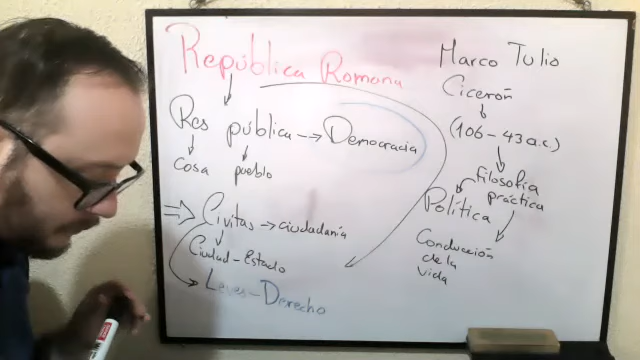 República Romana
Res pública → Democracia
cosa pueblo
Civitas → ciudadanía
Ciudad-Estado
Leyes-Derecho
Marco Tulio
Cicerón
(106-43 a.c.)
filosofía
práctica
Política
Conducción
de la
vida